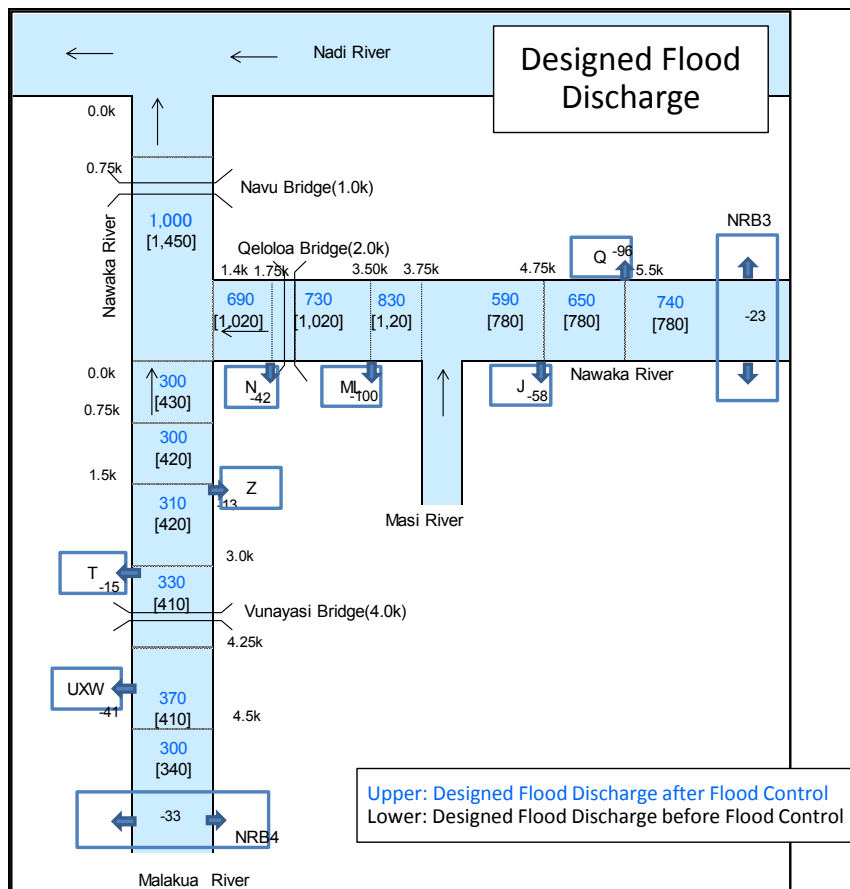 Nadi River
Designed Flood
Discharge
0.0k
0.75k
Navu Bridge(1.0k)
Nawaka River
1,000
[1,450]
Qeloloa Bridge(2.0k)
1.4k 1.75k 3.50k 3.75k 4.75k 5.5k
Q -96
NRB3
690 730 830 590 650 740
[1,020] [1,020] [1,20] [780] [780] [780]
-23
N -42
ML -100
J -58
Nawaka River
0.0k
300
[430]
0.75k
300
[420]
1.5k
Z
-13
310
[420]
Masi River
3.0k
T
-15
330
[410]
Vunayasi Bridge(4.0k)
4.25k
UXW
-41
370
[410]
4.5k
300
[340]
-33
NRB4
Upper: Designed Flood Discharge after Flood Control
Lower: Designed Flood Discharge before Flood Control
Malakua River